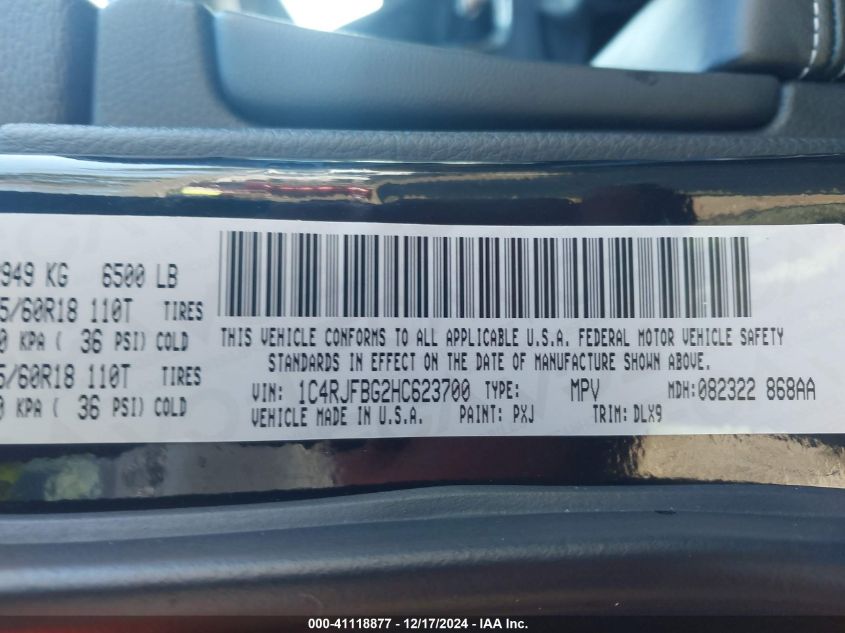 949 KG 6500 LB
5/60R18 110T TIRES
0 KPA ( 36 PSI) COLD
5/60R18 110T TIRES
0 KPA ( 36 PSI) COLD
THIS VEHICLE CONFORMS TO ALL APPLICABLE U.S.A. FEDERAL MOTOR VEHICLE SAFETY
STANDARDS IN EFFECT ON THE DATE OF MANUFACTURE SHOWN ABOVE.
VIN: 1C4RJFBG2HC623700 TYPE: MPV MDH:082322 868AA
VEHICLE MADE IN U.S.A. PAINT: PXJ TRIM: DLX9
000-41118877 - 12/17/2024 - IAA Inc.